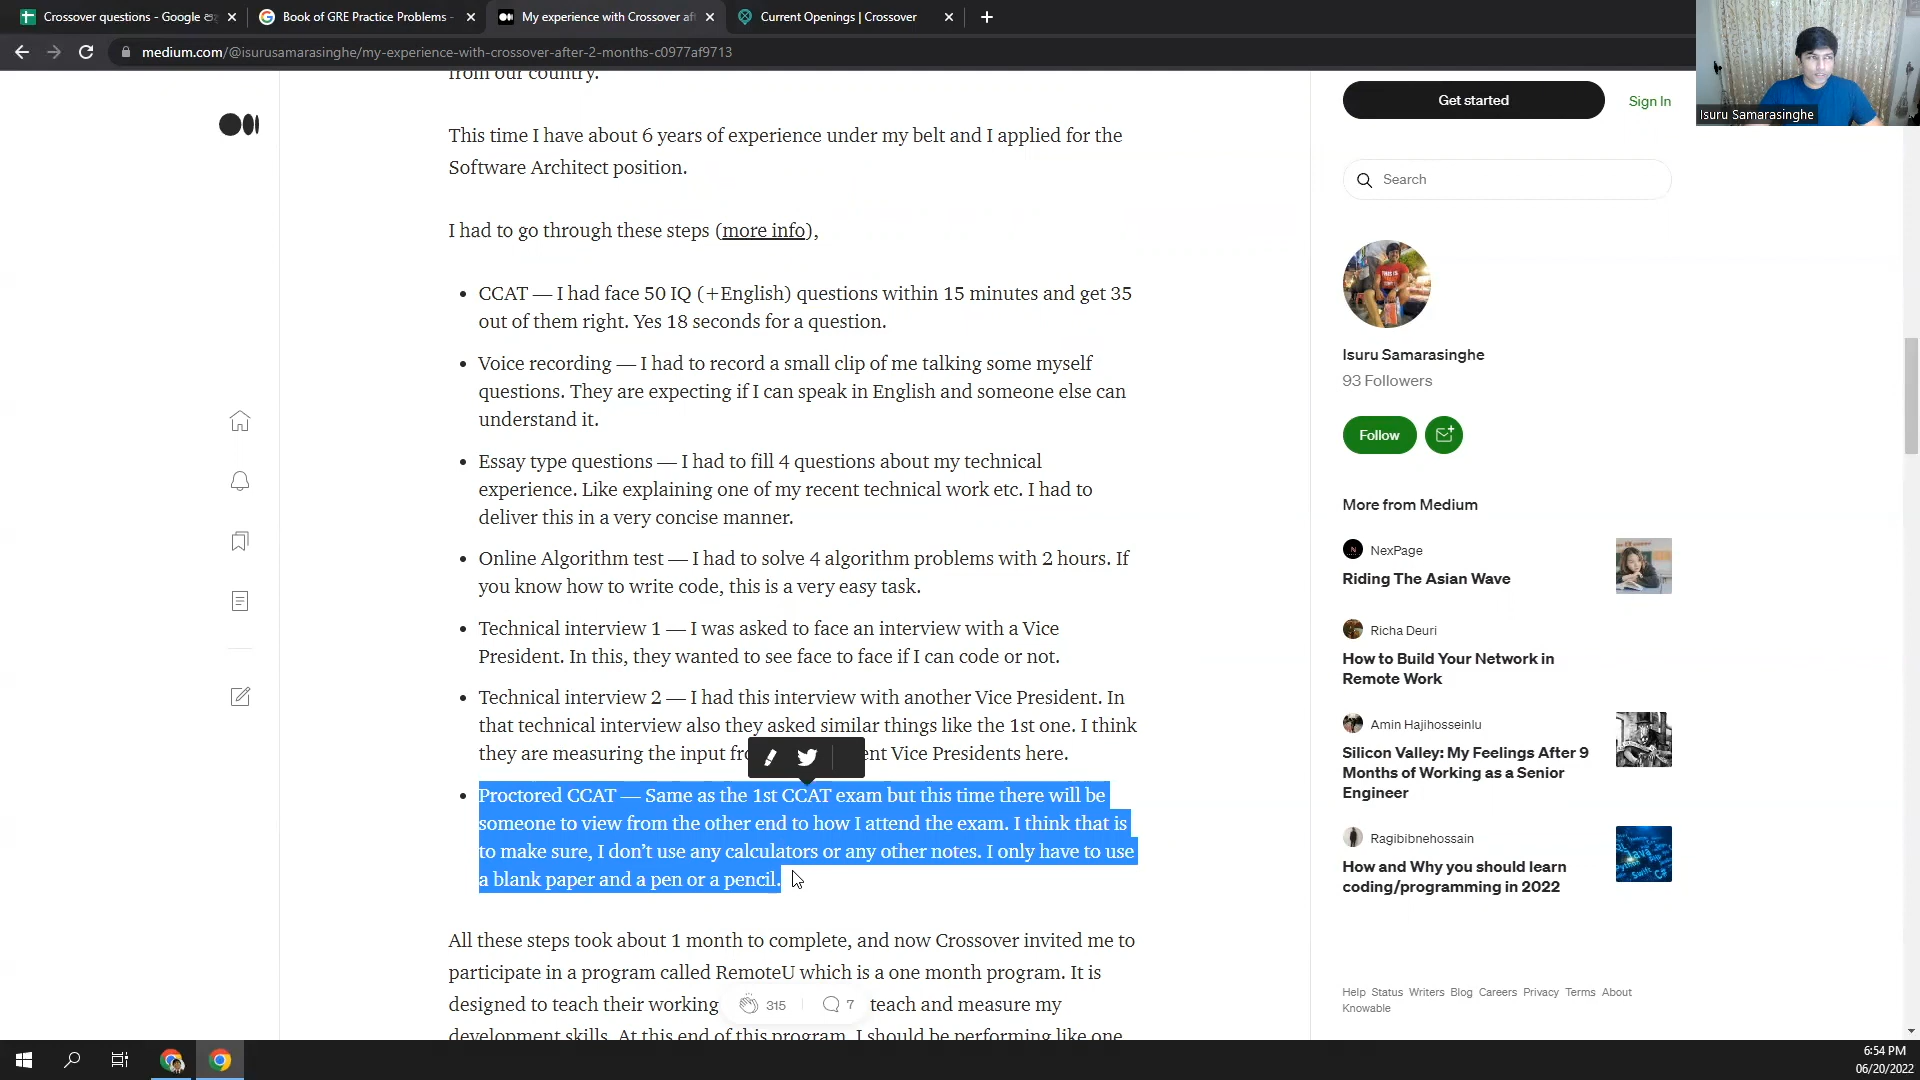 Crossover questions - Google
Book of GRE Practice Problems -
My experience with Crossover af
Current Openings | Crossover
medium.com/@isurusamarasinghe/my-experience-with-crossover-after-2-months-c0977af9713
Isuru Samarasinghe
from our country.
This time I have about 6 years of experience under my belt and I applied for the
Software Architect position.
I had to go through these steps (more info),
• CCAT — I had face 50 IQ (+English) questions within 15 minutes and get 35
out of them right. Yes 18 seconds for a question.
• Voice recording — I had to record a small clip of me talking some myself
questions. They are expecting if I can speak in English and someone else can
understand it.
• Essay type questions — I had to fill 4 questions about my technical
experience. Like explaining one of my recent technical work etc. I had to
deliver this in a very concise manner.
• Online Algorithm test — I had to solve 4 algorithm problems with 2 hours. If
you know how to write code, this is a very easy task.
• Technical interview 1 — I was asked to face an interview with a Vice
President. In this, they wanted to see face to face if I can code or not.
• Technical interview 2 — I had this interview with another Vice President. In
that technical interview also they asked similar things like the 1st one. I think
they are measuring the input Vice Presidents here.
• Proctored CCAT — Same as the 1st CCAT exam but this time there will be
someone to view from the other end to how I attend the exam. I think that is
to make sure, I don't use any calculators or any other notes. I only have to use
a blank paper and a pen or a pencil.
All these steps took about 1 month to complete, and now Crossover invited me to
participate in a program called RemoteU which is a one month program. It is
designed to teach their working teach and measure my
development skills. At this end of this program, I should be performing like one
315
7
Get started
Sign In
Search
Isuru Samarasinghe
93 Followers
Follow
More from Medium
NexPage
Riding The Asian Wave
Richa Deuri
How to Build Your Network in
Remote Work
Amin Hajihosseinlu
Silicon Valley: My Feelings After 9
Months of Working as a Senior
Engineer
Ragibibnehossain
How and Why you should learn
coding/programming in 2022
Help Status Writers Blog Careers Privacy Terms About
Knowable
6:54 PM
06/20/2022